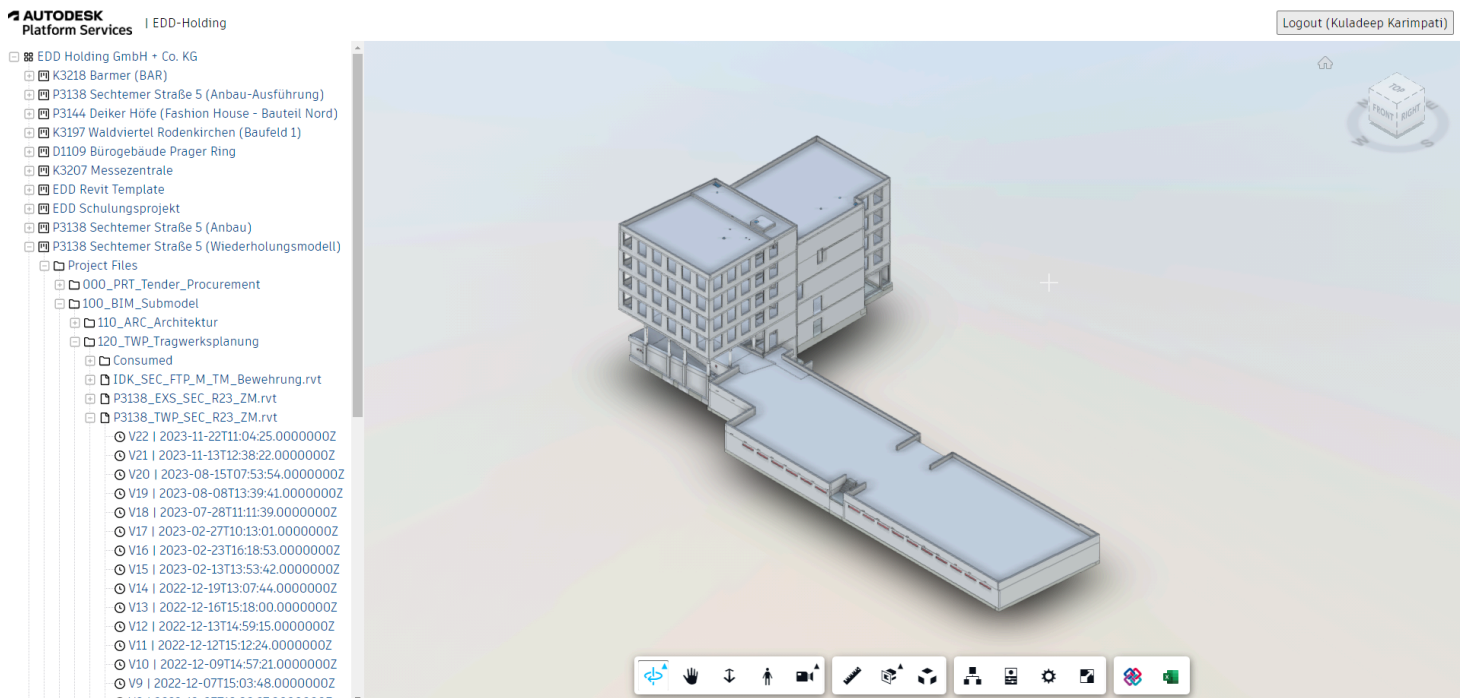 AUTODESK
Platform Services | EDD-Holding
Logout (Kuladeep Karimpati)
EDD Holding GmbH + Co. KG
K3218 Barmer (BAR)
P3138 Sechtemer Straße 5 (Anbau-Ausführung)
P3144 Deiker Höfe (Fashion House - Bauteil Nord)
K3197 Waldviertel Rodenkirchen (Baufeld 1)
D1109 Bürogebäude Prager Ring
K3207 Messezentrale
EDD Revit Template
EDD Schulungsprojekt
P3138 Sechtemer Straße 5 (Anbau)
P3138 Sechtemer Straße 5 (Wiederholungsmodell)
Project Files
000_PRT_Tender_Procurement
100_BIM_Submodel
110_ARC_Architektur
120_TWP_Tragwerksplanung
Consumed
IDK_SEC_FTP_M_TM_Bewehrung.rvt
P3138_EXS_SEC_R23_ZM.rvt
P3138_TWP_SEC_R23_ZM.rvt
V22 | 2023-11-22T11:04:25.0000000Z
V21 | 2023-11-13T12:38:22.0000000Z
V20 | 2023-08-15T07:53:54.0000000Z
V19 | 2023-08-08T13:39:41.0000000Z
V18 | 2023-07-28T11:11:39.0000000Z
V17 | 2023-02-27T10:13:01.0000000Z
V16 | 2023-02-23T16:18:53.0000000Z
V15 | 2023-02-13T13:53:42.0000000Z
V14 | 2022-12-19T13:07:44.0000000Z
V13 | 2022-12-16T15:18:00.0000000Z
V12 | 2022-12-13T14:59:15.0000000Z
V11 | 2022-12-12T15:12:24.0000000Z
V10 | 2022-12-09T14:57:21.0000000Z
V9 | 2022-12-07T15:03:48.0000000Z
TOP
FRONT
RIGHT
N
E
W
S